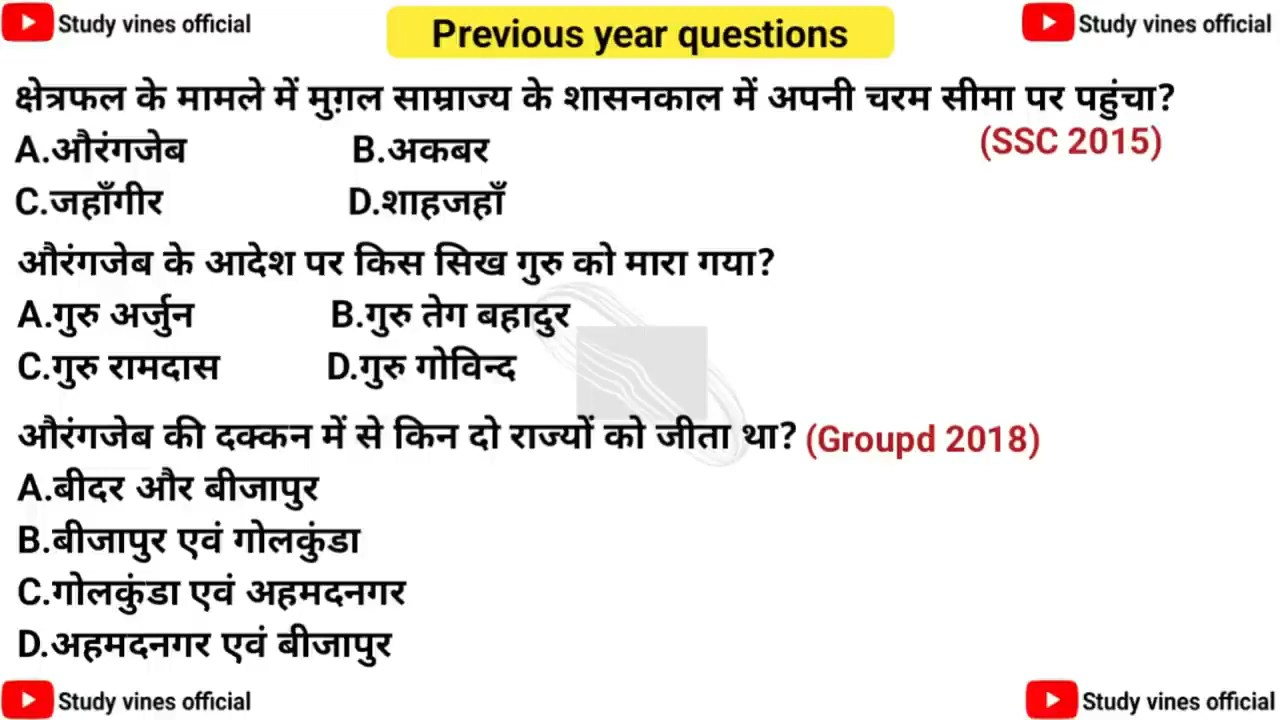 Study vines official
Previous year questions
Study vines official
क्षेत्रफल के मामले में मुग़ल साम्राज्य के शासनकाल में अपनी चरम सीमा पर पहुंचा?
(SSC 2015)
A.औरंगजेब B.अकबर
C.जहाँगीर D.शाहजहाँ
औरंगजेब के आदेश पर किस सिख गुरु को मारा गया?
A.गुरु अर्जुन B.गुरु तेग बहादुर
C.गुरु रामदास D.गुरु गोविन्द
औरंगजेब की दक्कन में से किन दो राज्यों को जीता था? (Groupd 2018)
A.बीदर और बीजापुर
B.बीजापुर एवं गोलकुंडा
C.गोलकुंडा एवं अहमदनगर
D.अहमदनगर एवं बीजापुर
Study vines official
Study vines official